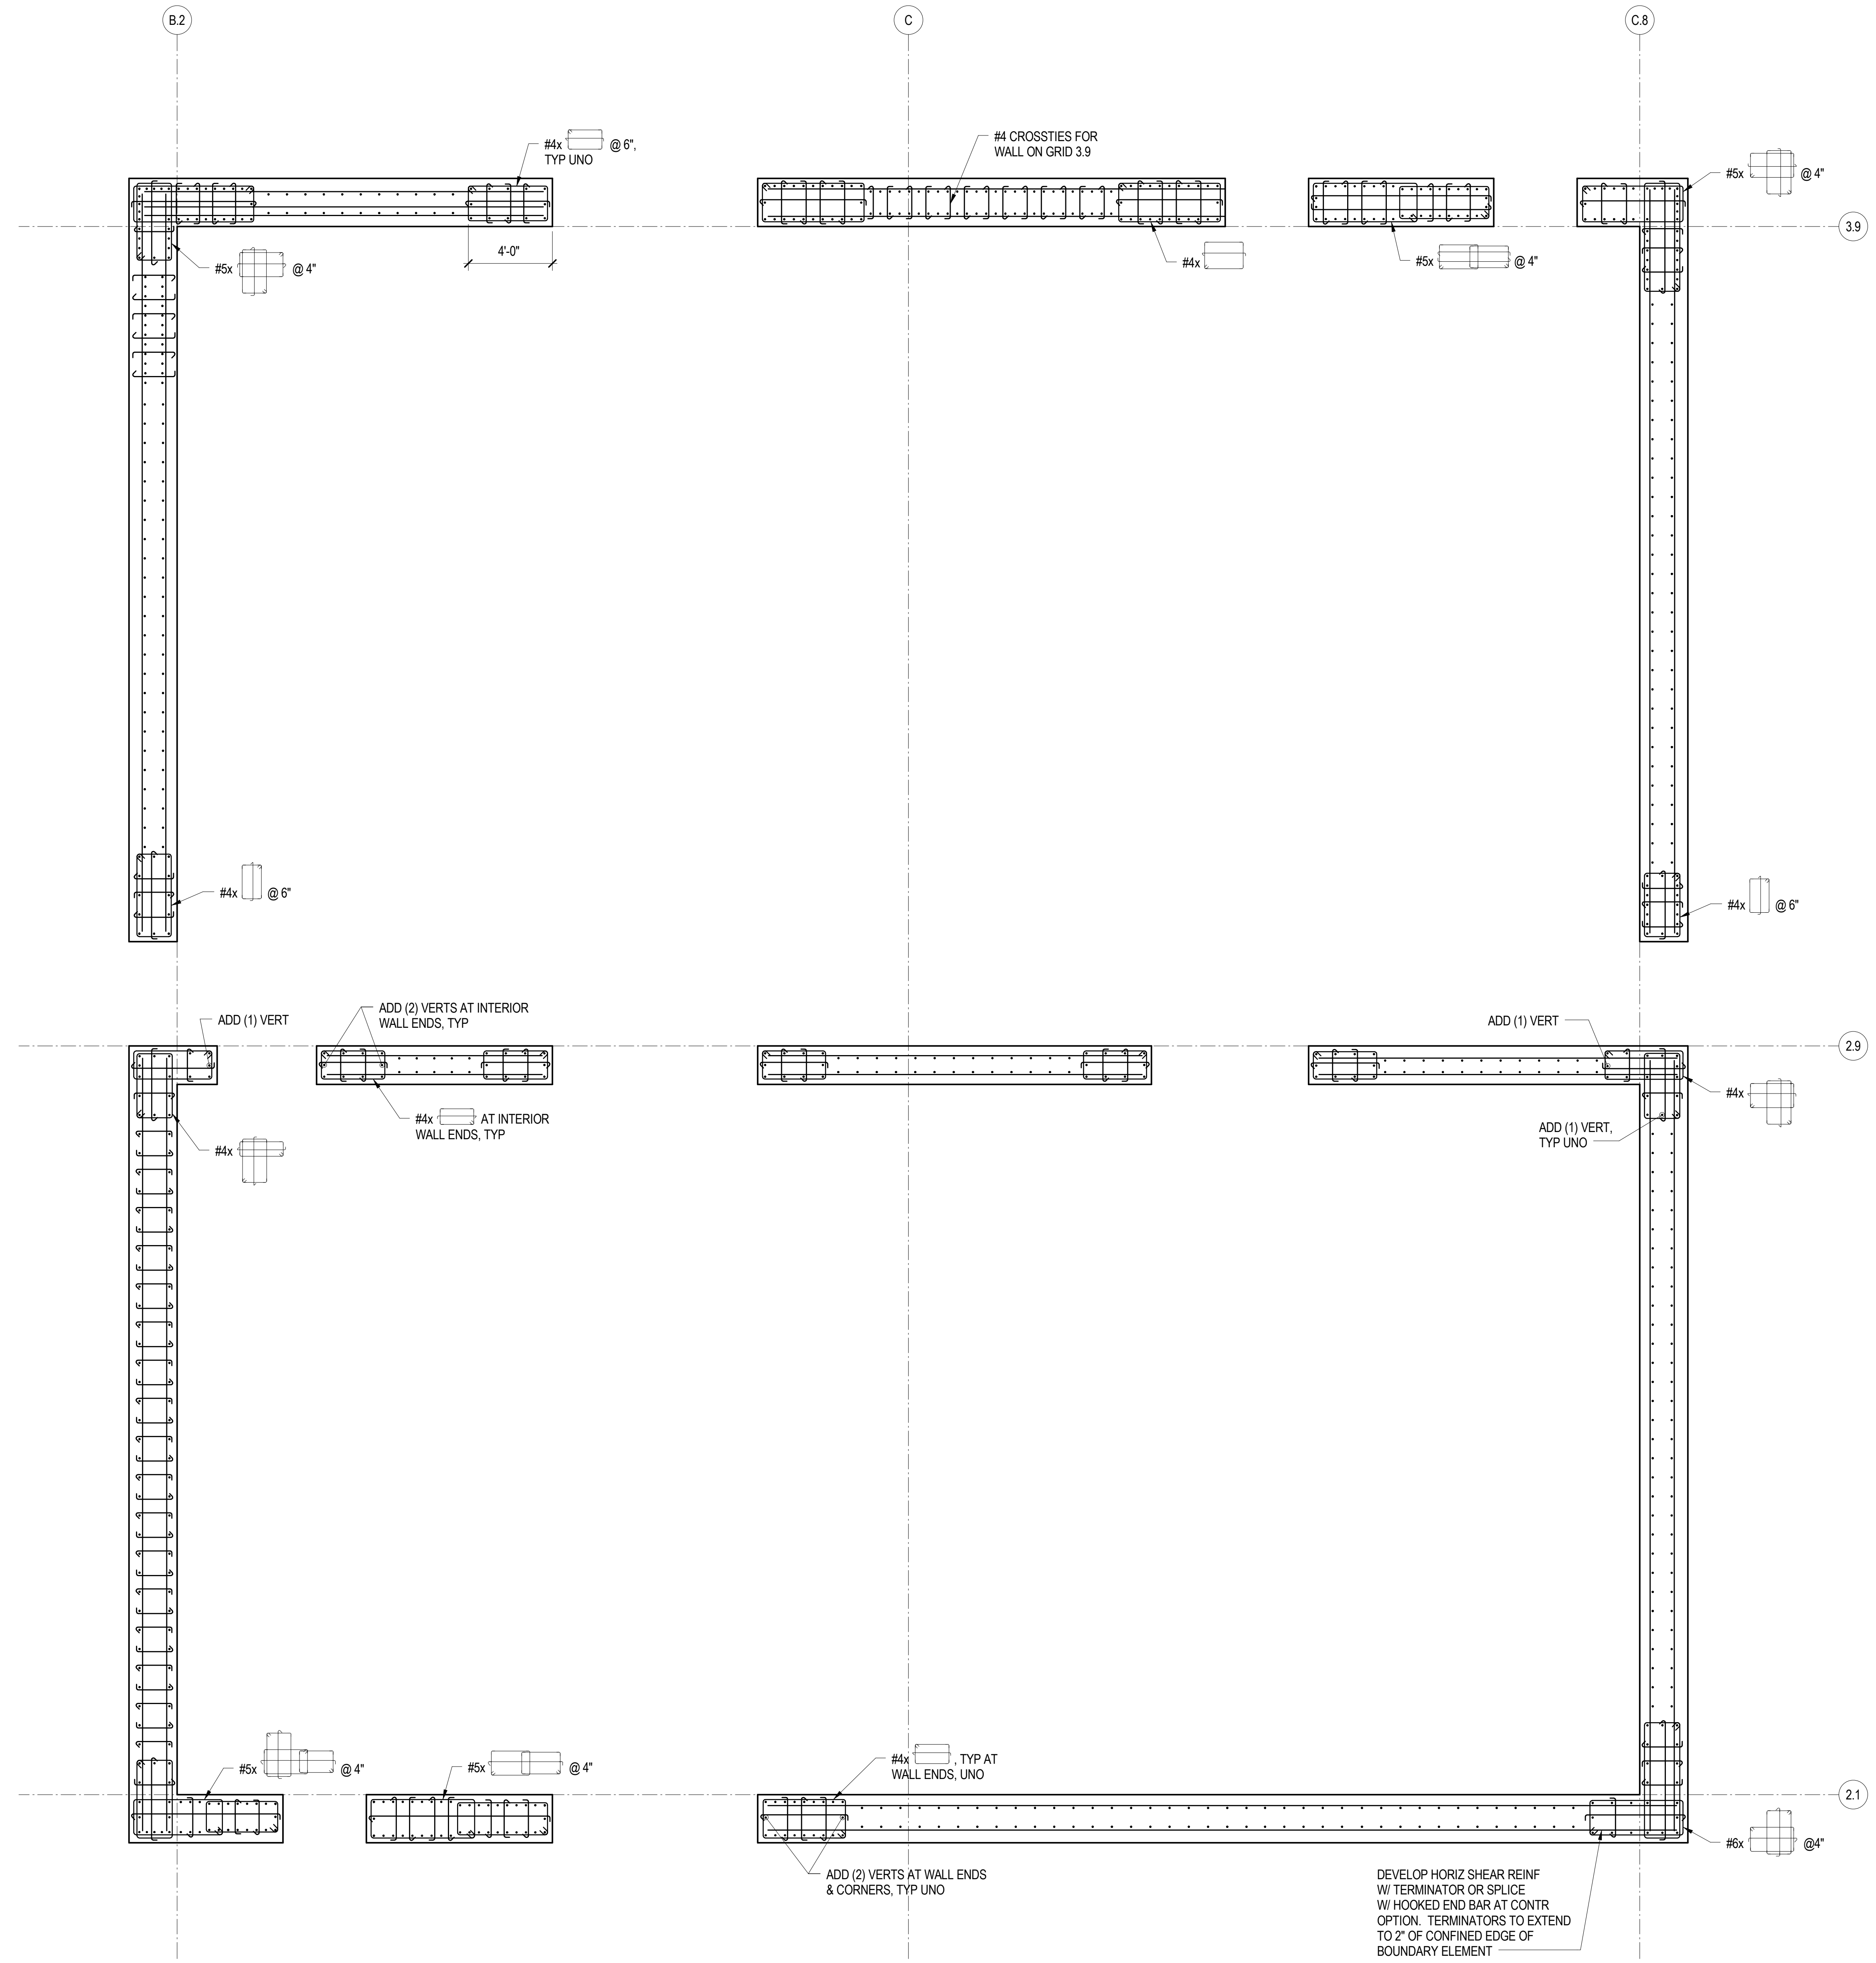 B.2
C
C.8
#4 CROSSTIES FOR
WALL ON GRID 3.9
#4x @ 6",
TYP UNO
#5x @ 4"
3.9
4'-0"
#5x @ 4"
#4x
#5x @ 4"
#4x @ 6"
#4x @ 6"
ADD (2) VERTS AT INTERIOR
WALL ENDS, TYP
ADD (1) VERT
ADD (1) VERT
2.9
#4x
#4x AT INTERIOR
WALL ENDS, TYP
ADD (1) VERT,
TYP UNO
#4x
#5x @ 4"
#5x @ 4"
#4x , TYP AT
WALL ENDS, UNO
2.1
#6x @4"
ADD (2) VERTS AT WALL ENDS
& CORNERS, TYP UNO
DEVELOP HORIZ SHEAR REINF
W/ TERMINATOR OR SPLICE
W/ HOOKED END BAR AT CONTR
OPTION. TERMINATORS TO EXTEND
TO 2" OF CONFINED EDGE OF
BOUNDARY ELEMENT